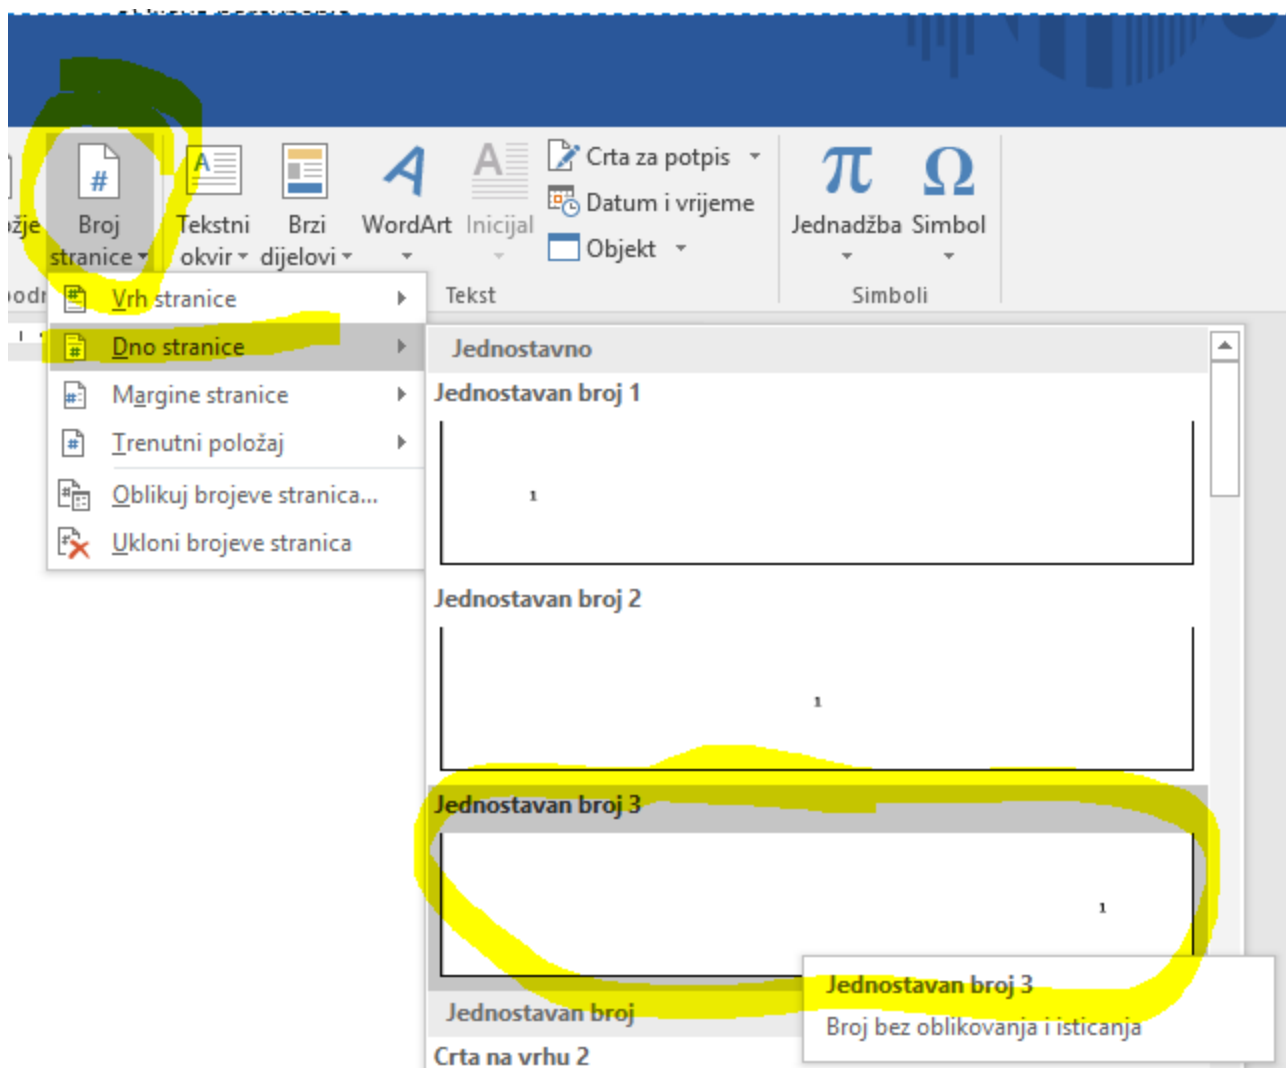 Broj
stranice
Tekstni
okvir
Brzi
dijelovi
WordArt
Inicijal
Crta za potpis
Datum i vrijeme
Objekt
Jednadžba
Simbol
Tekst
Simboli
Vrh stranice
Dno stranice
Margine stranice
Trenutni položaj
Oblikuj brojeve stranica...
Ukloni brojeve stranica
Jednostavno
Jednostavan broj 1
1
Jednostavan broj 2
1
Jednostavan broj 3
1
Jednostavan broj 3
Broj bez oblikovanja i isticanja
Jednostavan broj
Crta na vrhu 2